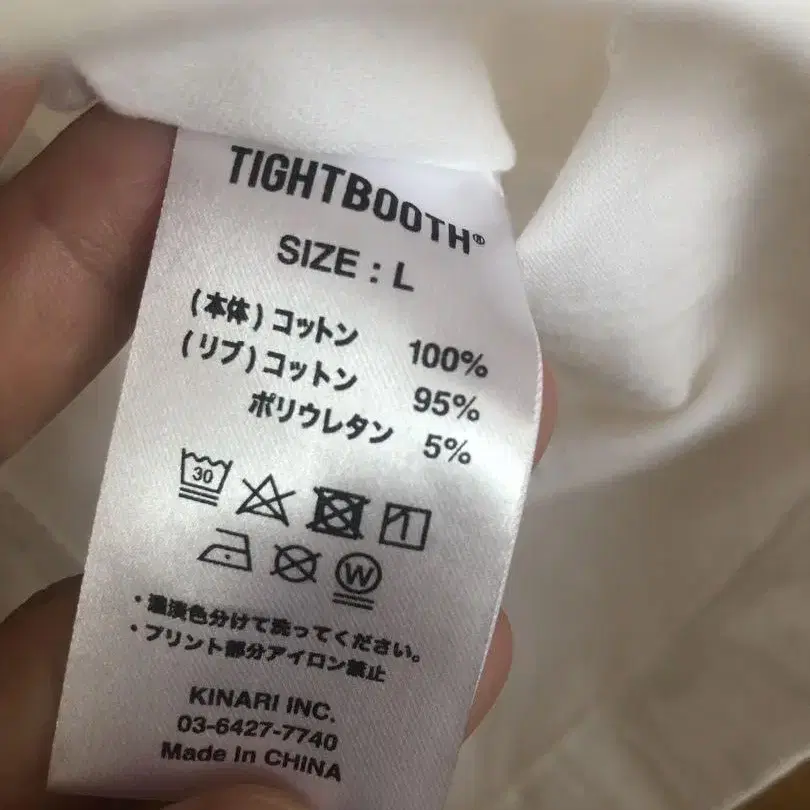 TIGHTBOOTH®
SIZE : L
(本体) コットン 100%
(リブ) コットン 95%
ポリウレタン 5%
30
W
・濃淡色分けて洗ってください。
・プリント部分アイロン禁止
KINARI INC.
03-6427-7740
Made In CHINA